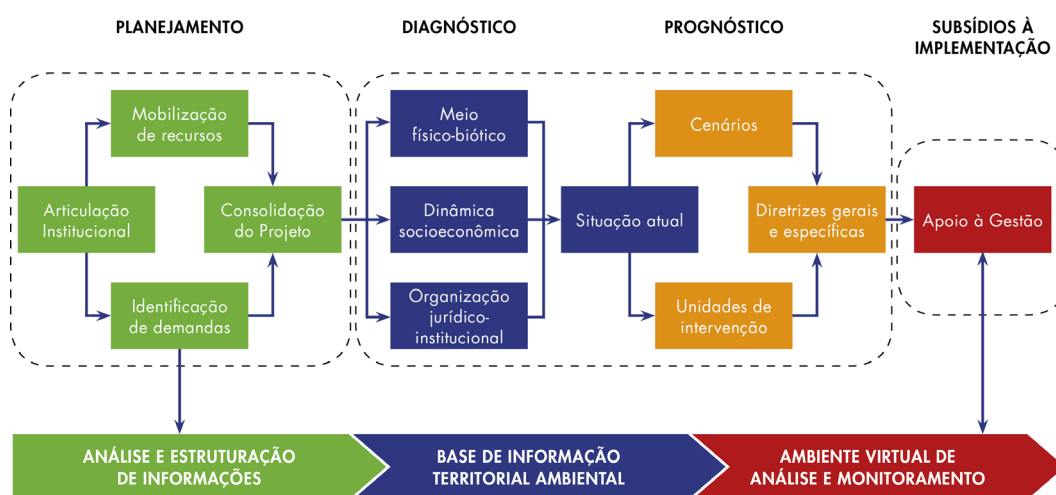 PLANEJAMENTO
DIAGNÓSTICO
PROGNÓSTICO
SUBSÍDIOS À
IMPLEMENTAÇÃO
Mobilização
de recursos
Articulação
Institucional
Consolidação
do Projeto
Identificação
de demandas
Meio
físico-biótico
Dinâmica
socioeconômica
Organização
jurídico-
institucional
Situação atual
Cenários
Diretrizes gerais
e específicas
Unidades de
intervenção
Apoio à Gestão
ANÁLISE E ESTRUTURAÇÃO
DE INFORMAÇÕES
BASE DE INFORMAÇÃO
TERRITORIAL AMBIENTAL
AMBIENTE VIRTUAL DE
ANÁLISE E MONITORAMENTO